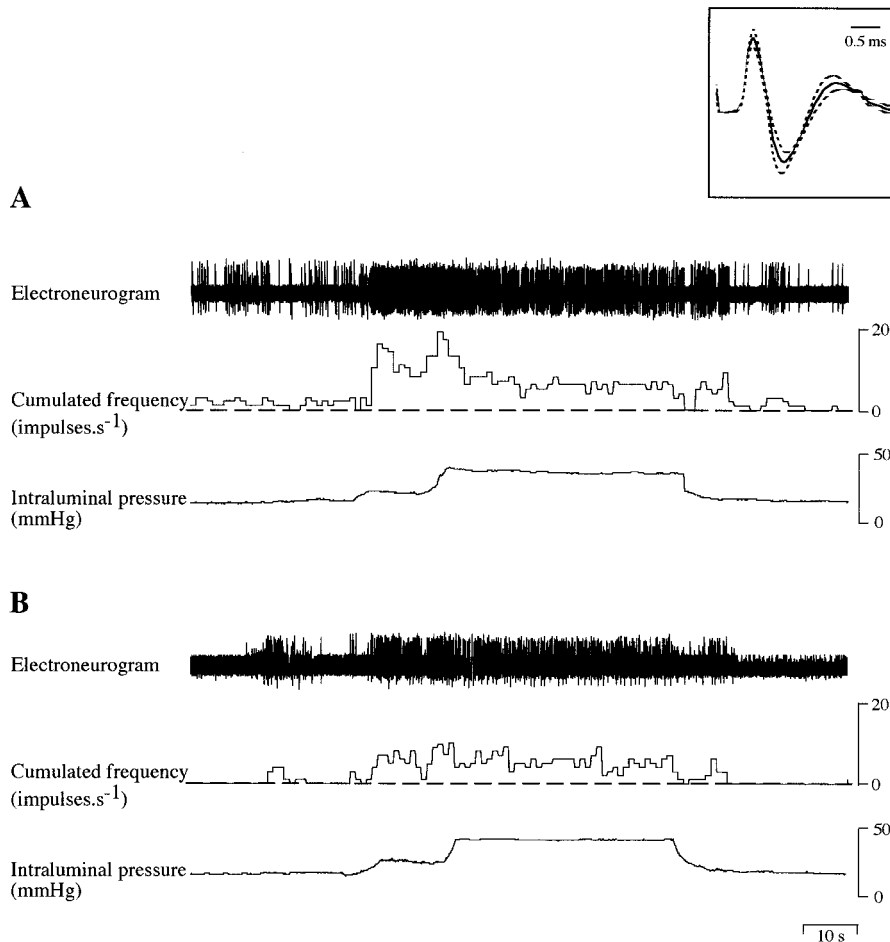 0.5 ms
A
Electroneurogram
20
Cumulated frequency
(impulses.s-1)
0
50
Intraluminal pressure
(mmHg)
0
B
Electroneurogram
20
Cumulated frequency
(impulses.s-1)
0
50
Intraluminal pressure
(mmHg)
0
10 s